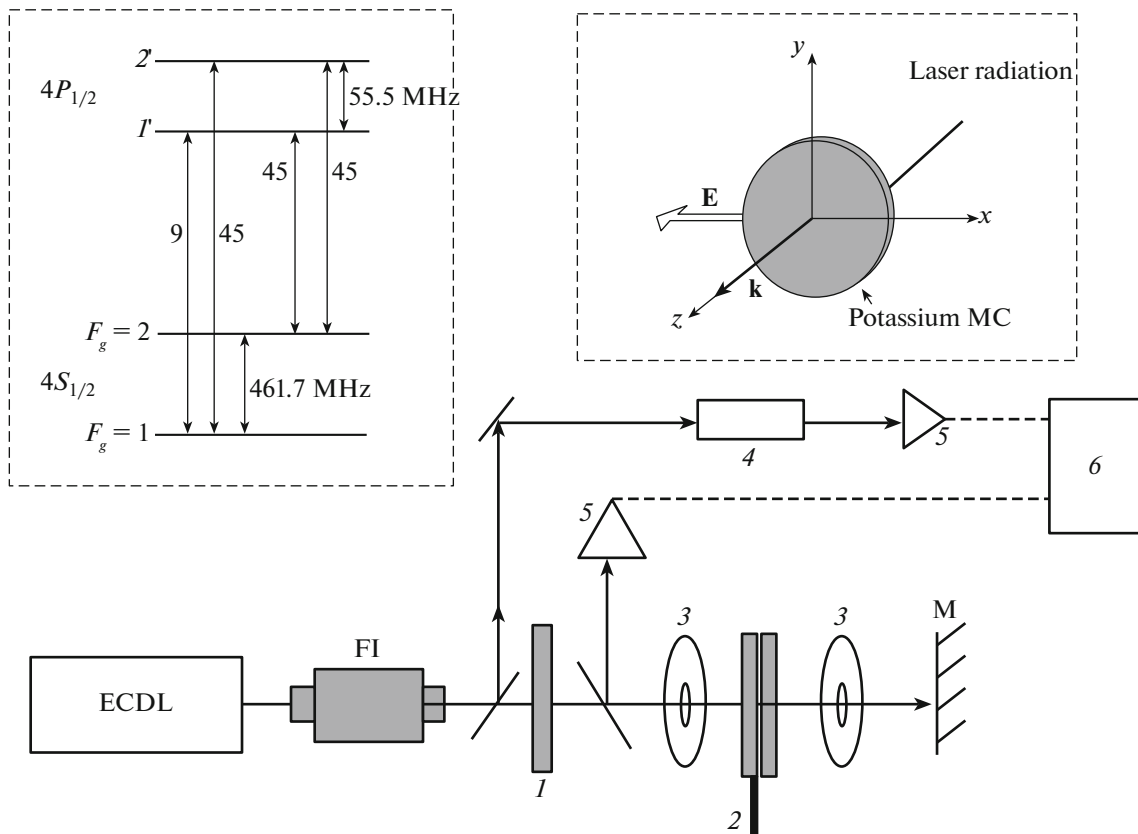 2'
4P1/2
55.5 MHz
1'
45
45
9
45
Fg = 2
4S1/2
461.7 MHz
Fg = 1
y
Laser radiation
E
x
k
z
Potassium MC
4
5
6
5
FI
3
3
M
ECDL
1
2